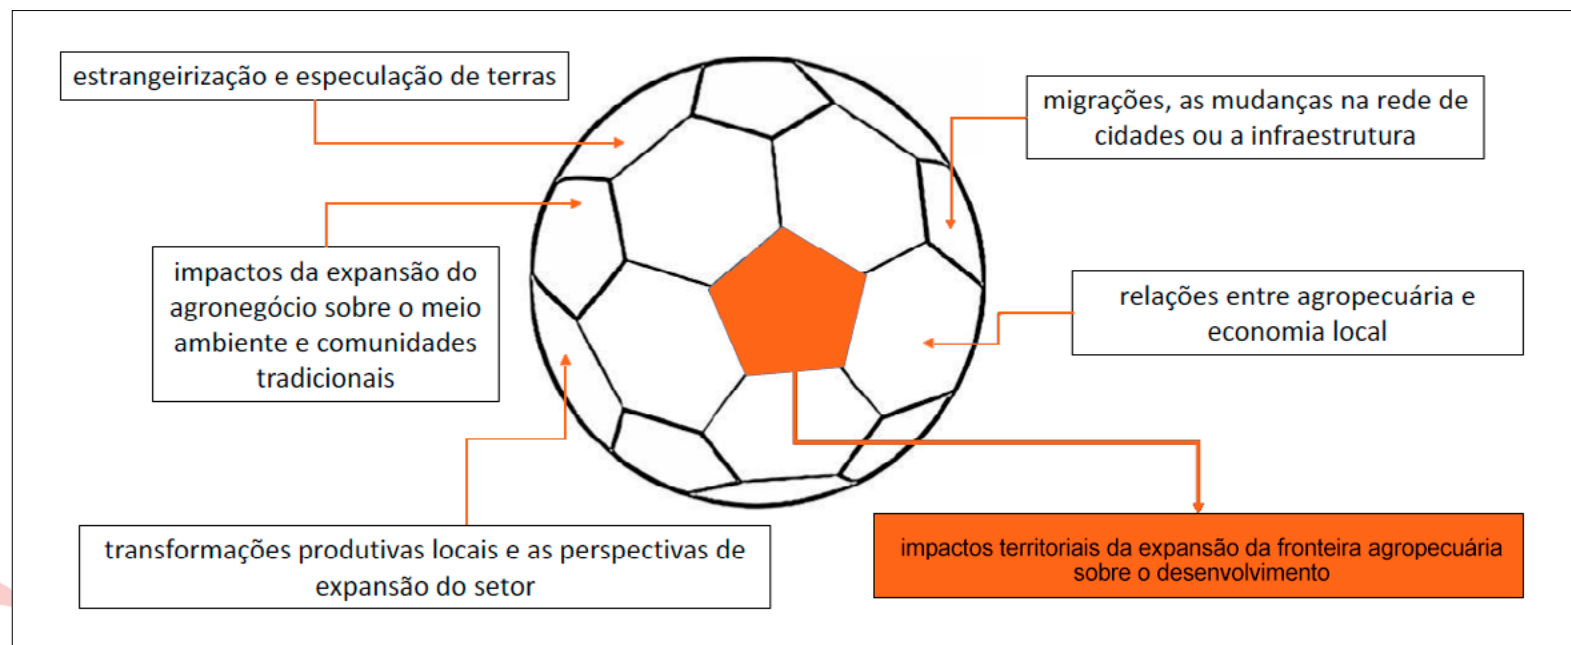 estrangeirização e especulação de terras
migrações, as mudanças na rede de
cidades ou a infraestrutura
impactos da expansão do
agronegócio sobre o meio
ambiente e comunidades
tradicionais
relações entre agropecuária e
economia local
transformações produtivas locais e as perspectivas de
expansão do setor
impactos territoriais da expansão da fronteira agropecuária
sobre o desenvolvimento